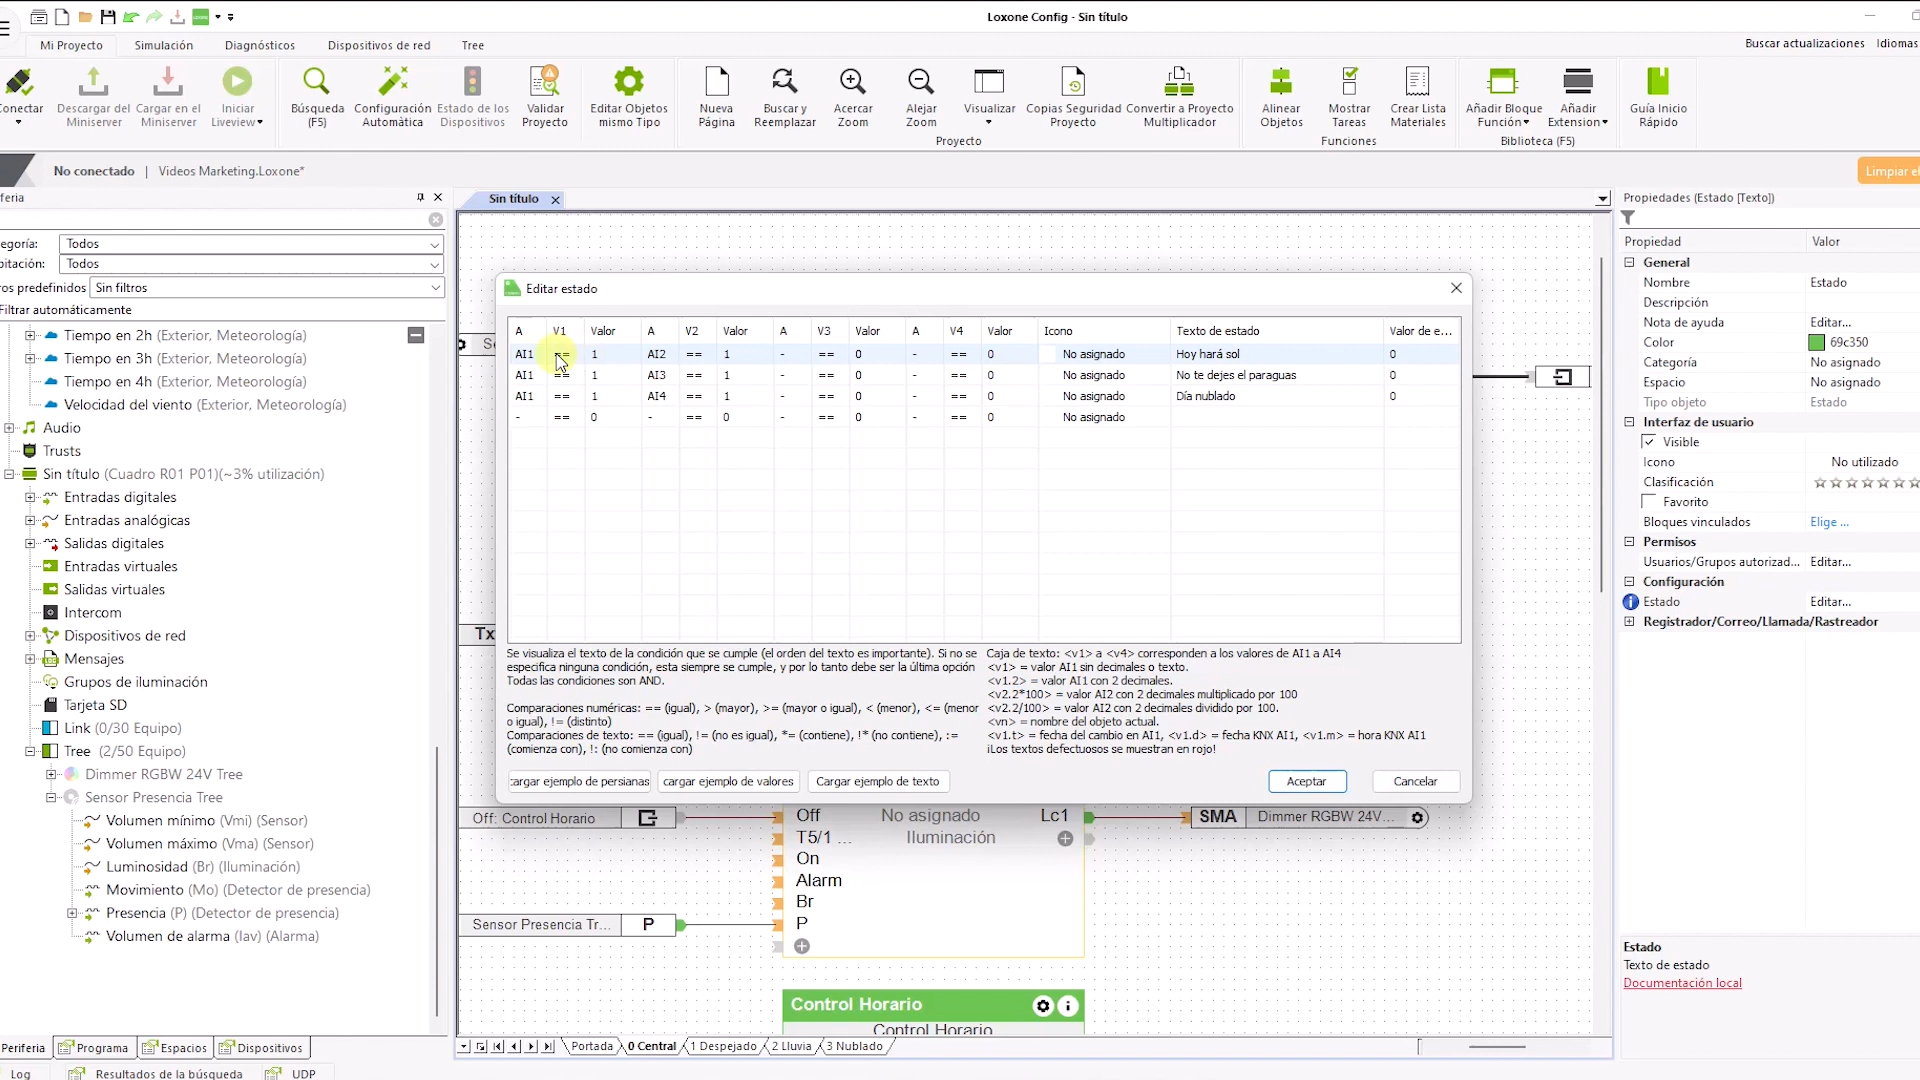 Loxone Config - Sin título
Mi Proyecto
Simulación
Diagnósticos
Dispositivos de red
Tree
Buscar actualizaciones
Idiomas
onectar
Descargar del Miniserver
Cargar en el Miniserver
Iniciar Liveview
Búsqueda (F5)
Configuración Automàtica
Estado de los Dispositivos
Validar Proyecto
Editar Objetos mismo Tipo
Nueva Página
Buscar y Reemplazar
Acercar Zoom
Alejar Zoom
Visualizar
Copias Seguridad Proyecto
Convertir a Proyecto Multiplicador
Alinear Objetos
Mostrar Tareas
Crear Lista Materiales
Añadir Bloque Función
Añadir Extension
Guía Inicio Rápido
Proyecto
Funciones
Biblioteca (F5)
No conectado | Videos Marketing.Loxone*
Limpiar el
feria
egoría: Todos
pitación: Todos
ros predefinidos Sin filtros
Filtrar automáticamente
Tiempo en 2h (Exterior, Meteorología)
Tiempo en 3h (Exterior, Meteorología)
Tiempo en 4h (Exterior, Meteorología)
Velocidad del viento (Exterior, Meteorología)
Audio
Trusts
Sin título (Cuadro R01 P01)(~3% utilización)
Entradas digitales
Entradas analógicas
Salidas digitales
Entradas virtuales
Salidas virtuales
Intercom
Dispositivos de red
Mensajes
Grupos de iluminación
Tarjeta SD
Link (0/30 Equipo)
Tree (2/50 Equipo)
Dimmer RGBW 24V Tree
Sensor Presencia Tree
Volumen mínimo (Vmi) (Sensor)
Volumen máximo (Vma) (Sensor)
Luminosidad (Br) (Iluminación)
Movimiento (Mo) (Detector de presencia)
Presencia (P) (Detector de presencia)
Volumen de alarma (Iav) (Alarma)
Periferia
Programa
Espacios
Dispositivos
Log
Resultados de la búsqueda
UDP
Sin título
Se
Tx
Editar estado
A V1 Valor A V2 Valor A V3 Valor A V4 Valor Icono Texto de estado Valor de e...
AI1 == 1 AI2 == 1 - == 0 - == 0 No asignado Hoy hará sol 0
AI1 == 1 AI3 == 1 - == 0 - == 0 No asignado No te dejes el paraguas 0
AI1 == 1 AI4 == 1 - == 0 - == 0 No asignado Día nublado 0
- == 0 - == 0 - == 0 - == 0 No asignado
Se visualiza el texto de la condición que se cumple (el orden del texto es importante). Si no se
especifica ninguna condición, esta siempre se cumple, y por lo tanto debe ser la última opción
Todas las condiciones son AND.
Comparaciones numéricas: == (igual), > (mayor), >= (mayor o igual), < (menor), <= (menor
o igual), != (distinto)
Comparaciones de texto: == (igual), != (no es igual), *= (contiene), !* (no contiene), :=
(comienza con), !: (no comienza con)
Caja de texto: <v1> a <v4> corresponden a los valores de AI1 a AI4
<v1> = valor AI1 sin decimales o texto.
<v1.2> = valor AI1 con 2 decimales.
<v2.2*100> = valor AI2 con 2 decimales multiplicado por 100
<v2.2/100> = valor AI2 con 2 decimales dividido por 100.
<vn> = nombre del objeto actual.
<v1.t> = fecha del cambio en AI1, <v1.d> = fecha KNX AI1, <v1.m> = hora KNX AI1
¡Los textos defectuosos se muestran en rojo!
cargar ejemplo de persianas
cargar ejemplo de valores
Cargar ejemplo de texto
Aceptar
Cancelar
Off: Control Horario
Off No asignado Lc1
T5/1 ... Iluminación
On
Alarm
Br
P
SMA Dimmer RGBW 24V...
Sensor Presencia Tr... P
Control Horario
Control Horario
Portada
0 Central
1 Despejado
2 Lluvia
3 Nublado
Propiedades (Estado [Texto])
Propiedad Valor
General
Nombre Estado
Descripción
Nota de ayuda Editar...
Color 69c350
Categoría No asignado
Espacio No asignado
Tipo objeto Estado
Interfaz de usuario
Visible
Icono No utilizado
Clasificación
Favorito
Bloques vinculados Elige ...
Permisos
Usuarios/Grupos autorizad... Editar...
Configuración
Estado Editar...
Registrador/Correo/Llamada/Rastreador
Estado
Texto de estado
Documentación local